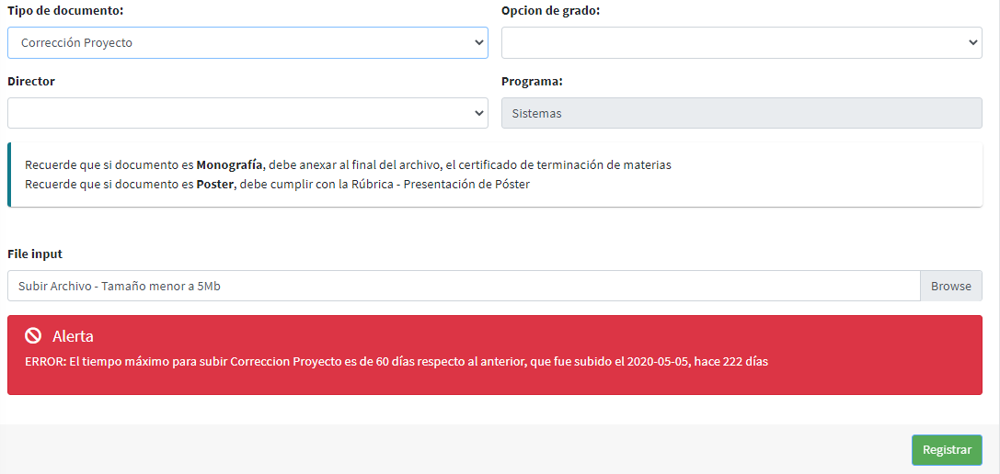 Tipo de documento:
Opcion de grado:
Corrección Proyecto
Director
Programa:
Sistemas
Recuerde que si documento es Monografía, debe anexar al final del archivo, el certificado de terminación de materias
Recuerde que si documento es Poster, debe cumplir con la Rúbrica - Presentación de Póster
File input
Subir Archivo - Tamaño menor a 5Mb
Browse
Alerta
ERROR: El tiempo máximo para subir Correccion Proyecto es de 60 días respecto al anterior, que fue subido el 2020-05-05, hace 222 días
Registrar